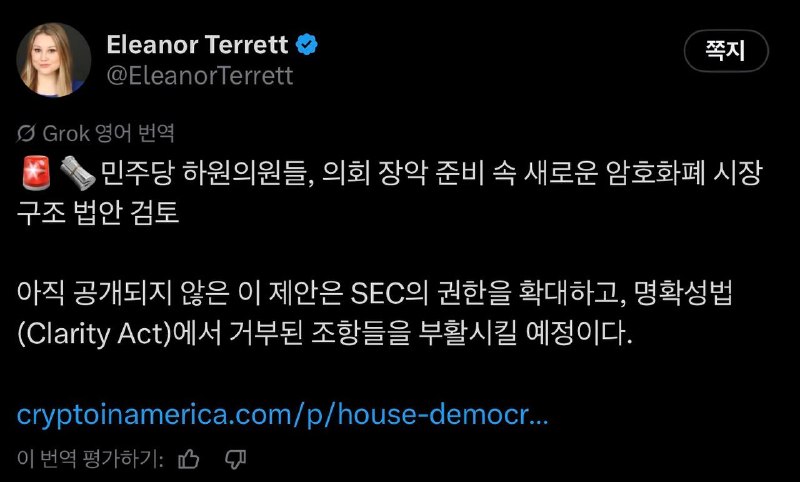 Eleanor Terrett
@EleanorTerrett
쪽지
Grok 영어 번역
🚨🗞️ 민주당 하원의원들, 의회 장악 준비 속 새로운 암호화폐 시장
구조 법안 검토
아직 공개되지 않은 이 제안은 SEC의 권한을 확대하고, 명확성법
(Clarity Act)에서 거부된 조항들을 부활시킬 예정이다.
cryptoinamerica.com/p/house-democr...
이 번역 평가하기: